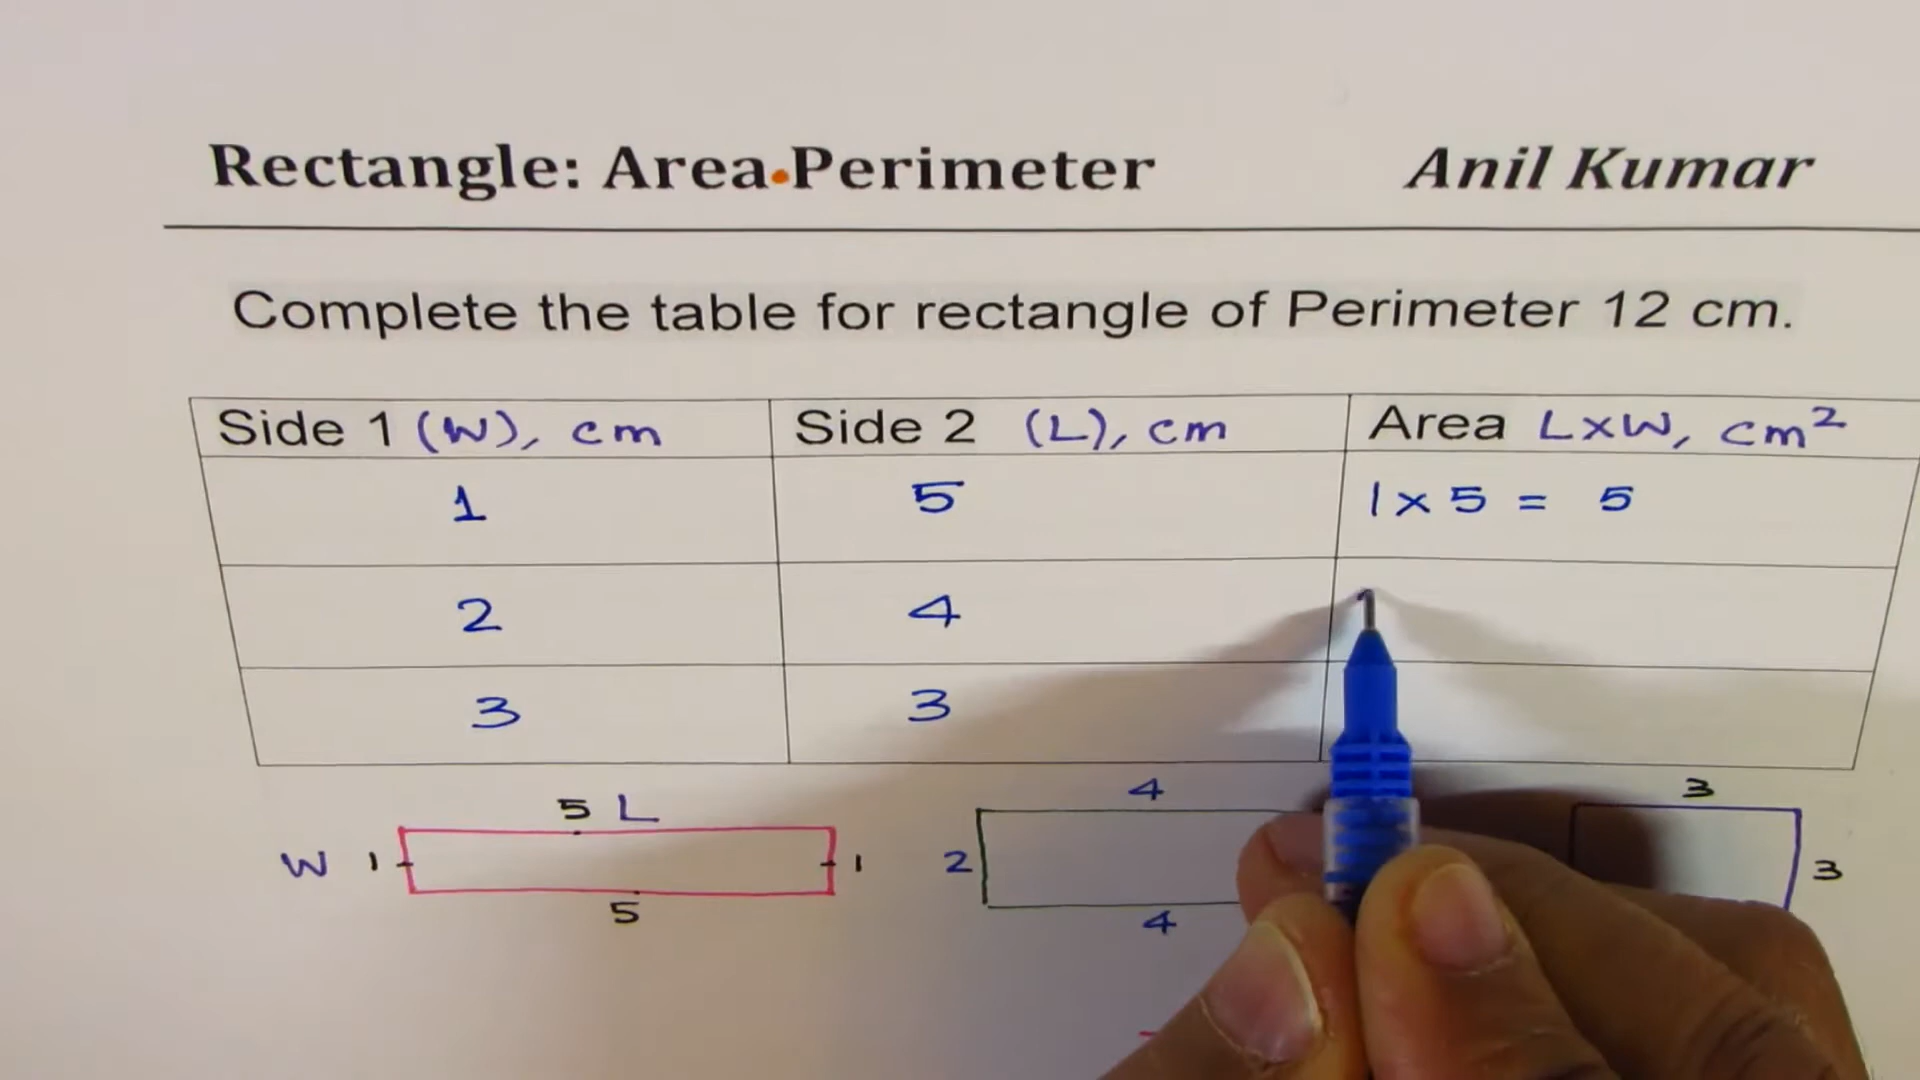 Rectangle: Area•Perimeter Anil Kumar
Complete the table for rectangle of Perimeter 12 cm.
Side 1 (W), cm Side 2 (L), cm Area L×W, cm²
1 5 1 × 5 = 5
2 4
3 3
5 L
W 1 1
5
4
2
4
3
3